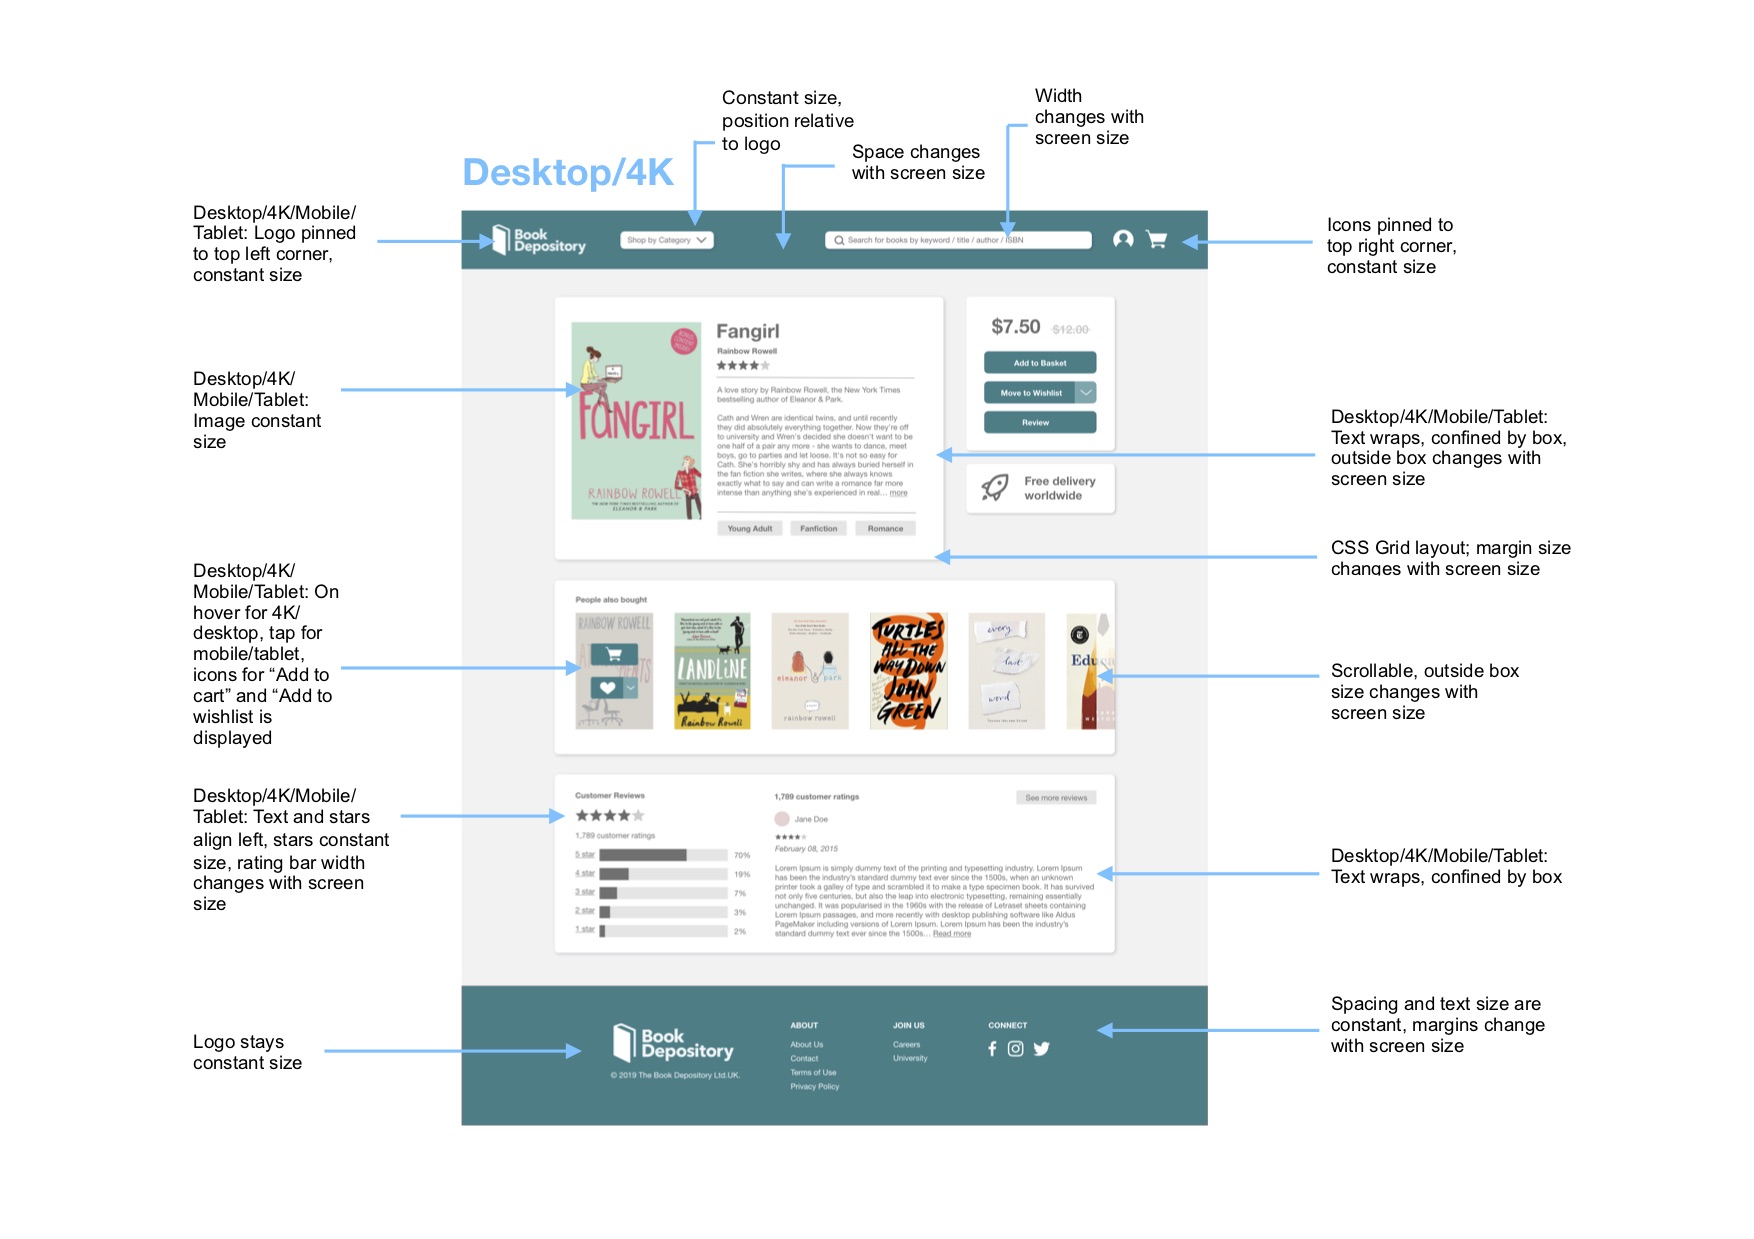 Constant size,
position relative
to logo
Width
changes with
screen size
Space changes
with screen size
Desktop/4K
Desktop/4K/Mobile/
Tablet: Logo pinned
to top left corner,
constant size
Book
Depository
Shop by Category
Search for books by keyword / title / author / ISBN
Icons pinned to
top right corner,
constant size
Desktop/4K/
Mobile/Tablet:
Image constant
size
FANGIRL
RAINBOW ROWELL
ELEANOR & PARK
Fangirl
Rainbow Rowell
A love story by Rainbow Rowell, the New York Times
bestselling author of Eleanor & Park.
Cath and Wren are identical twins, and until recently
they did absolutely everything together. Now they're off
to university and Wren's decided she doesn't want to be
one half of a pair any more - she wants to dance, meet
boys, go to parties and let loose. It's not so easy for
Cath. She's horribly shy and has always buried herself in
the fan fiction she writes, where she always knows
exactly what to say and can write a romance far more
intense than anything she's experienced in real... more
Young Adult
Fanfiction
Romance
$7.50 $12.00
Add to Basket
Move to Wishlist
Review
Free delivery
worldwide
Desktop/4K/Mobile/Tablet:
Text wraps, confined by box,
outside box changes with
screen size
CSS Grid layout; margin size
changes with screen size
Desktop/4K/
Mobile/Tablet: On
hover for 4K/
desktop, tap for
mobile/tablet,
icons for “Add to
cart” and “Add to
wishlist is
displayed
People also bought
RAINBOW ROWELL
LANDLINE
Rainbow Rowell
eleanor & park
rainbow rowell
TURTLES
ALL THE
WAY DOWN
JOHN
GREEN
every
last
word
Educa
Scrollable, outside box
size changes with
screen size
Desktop/4K/Mobile/
Tablet: Text and stars
align left, stars constant
size, rating bar width
changes with screen
size
Customer Reviews
1,789 customer ratings
5 star 70%
4 star 19%
3 star 7%
2 star 3%
1 star 2%
1,789 customer ratings
See more reviews
Jane Doe
February 08, 2015
Lorem Ipsum is simply dummy text of the printing and typesetting industry. Lorem Ipsum
has been the industry's standard dummy text ever since the 1500s, when an unknown
printer took a galley of type and scrambled it to make a type specimen book. It has survived
not only five centuries, but also the leap into electronic typesetting, remaining essentially
unchanged. It was popularised in the 1960s with the release of Letraset sheets containing
Lorem Ipsum passages, and more recently with desktop publishing software like Aldus
PageMaker including versions of Lorem Ipsum. Lorem Ipsum has been the industry's
standard dummy text ever since the 1500s... Read more
Desktop/4K/Mobile/Tablet:
Text wraps, confined by box
Logo stays
constant size
Book
Depository
© 2019 The Book Depository Ltd.UK.
ABOUT
About Us
Contact
Terms of Use
Privacy Policy
JOIN US
Careers
University
CONNECT
Spacing and text size are
constant, margins change
with screen size